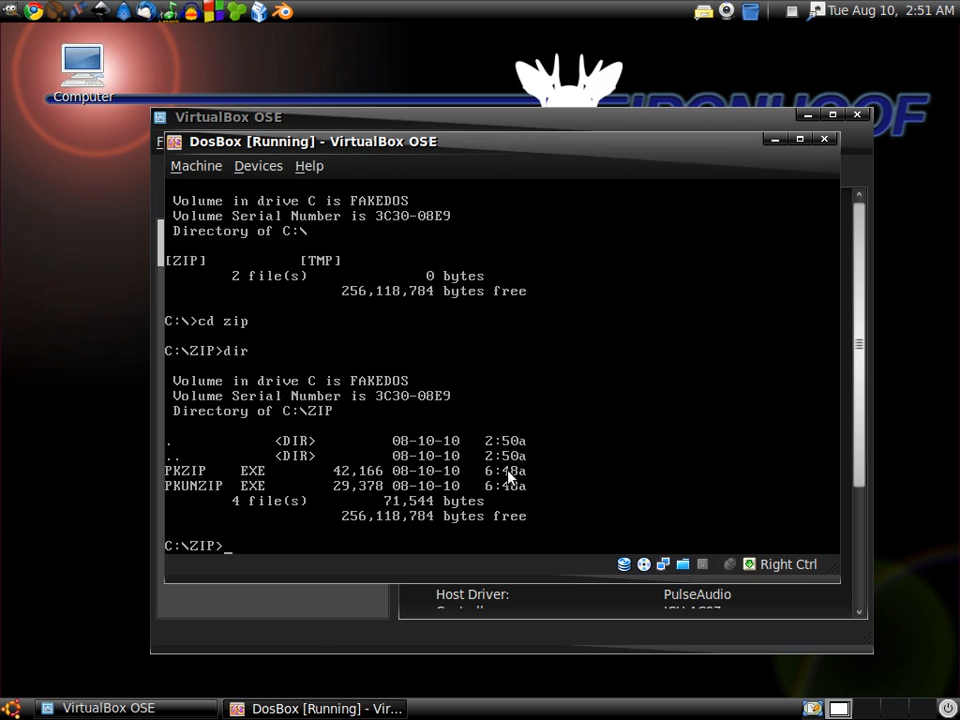 Tue Aug 10, 2:51 AM
Computer
VirtualBox OSE
DosBox [Running] - VirtualBox OSE
Machine Devices Help
Volume in drive C is FAKEDOS
Volume Serial Number is 3C30-08E9
Directory of C:\
[ZIP] [TMP]
2 file(s) 0 bytes
256,118,784 bytes free
C:\>cd zip
C:\ZIP>dir
Volume in drive C is FAKEDOS
Volume Serial Number is 3C30-08E9
Directory of C:\ZIP
. <DIR> 08-10-10 2:50a
.. <DIR> 08-10-10 2:50a
PKZIP EXE 42,166 08-10-10 6:48a
PKUNZIP EXE 29,378 08-10-10 6:48a
4 file(s) 71,544 bytes
256,118,784 bytes free
C:\ZIP>_
Right Ctrl
Host Driver: PulseAudio
VirtualBox OSE
DosBox [Running] - Vir...